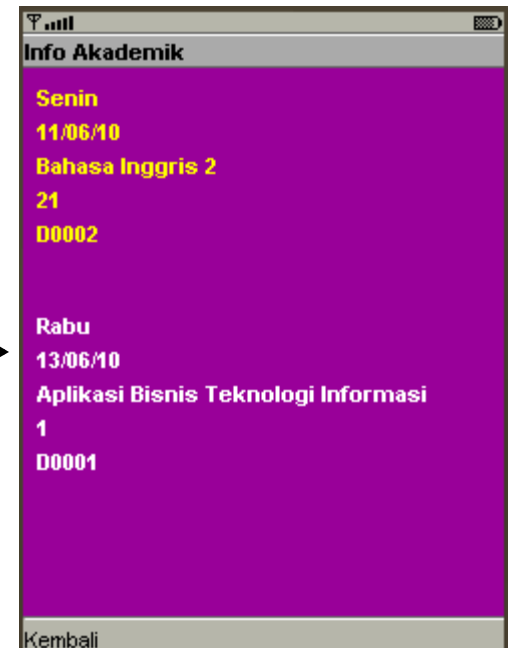 Info Akademik
Senin
11/06/10
Bahasa Inggris 2
21
D0002
Rabu
13/06/10
Aplikasi Bisnis Teknologi Informasi
1
D0001
Kembali